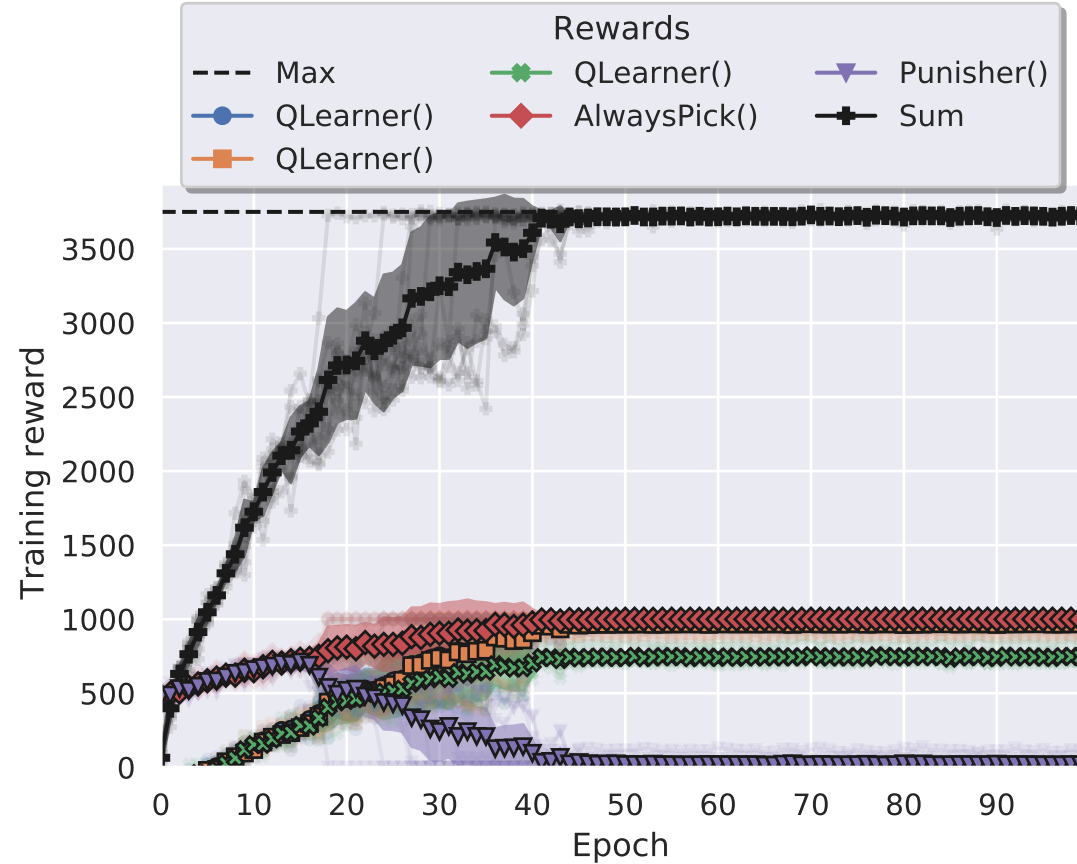 Rewards
Max
QLearner()
QLearner()
QLearner()
AlwaysPick()
Punisher()
Sum
Training reward
3500
3000
2500
2000
1500
1000
500
0
0 10 20 30 40 50 60 70 80 90
Epoch